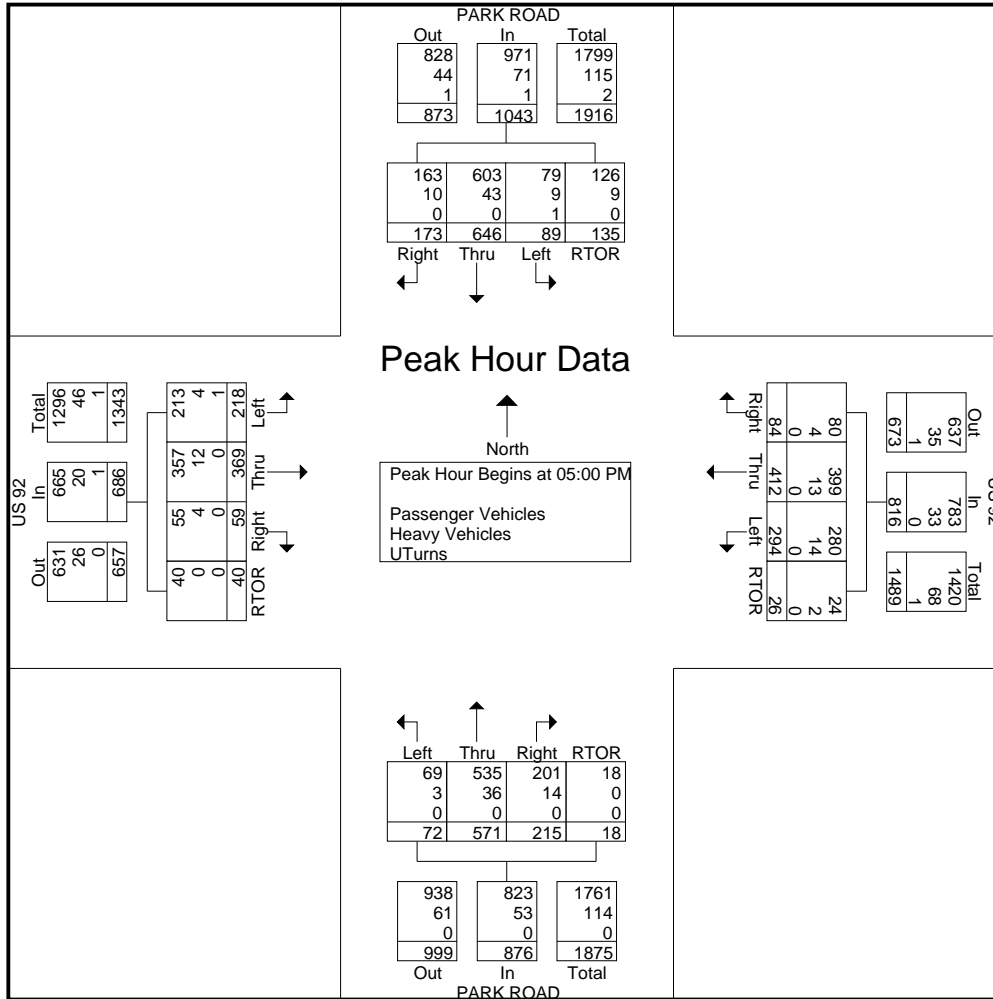 PARK ROAD
Out In Total
828 971 1799
44 71 115
1 1 2
873 1043 1916
163 603 79 126
10 43 9 9
0 0 1 0
173 646 89 135
Right Thru Left RTOR
Peak Hour Data
North
Peak Hour Begins at 05:00 PM
Passenger Vehicles
Heavy Vehicles
UTurns
US 92
Out In Total
631 665 1296
26 20 46
0 1 1
657 686 1343
40 55 357 213
0 4 12 4
0 0 0 1
40 59 369 218
RTOR Right Thru Left
Out In Total
637 783 1420
35 33 68
1 0 1
673 816 1489
80 399 280 24
4 13 14 2
0 0 0 0
84 412 294 26
Right Thru Left RTOR
Left Thru Right RTOR
69 535 201 18
3 36 14 0
0 0 0 0
72 571 215 18
938 823 1761
61 53 114
0 0 0
999 876 1875
Out In Total
PARK ROAD